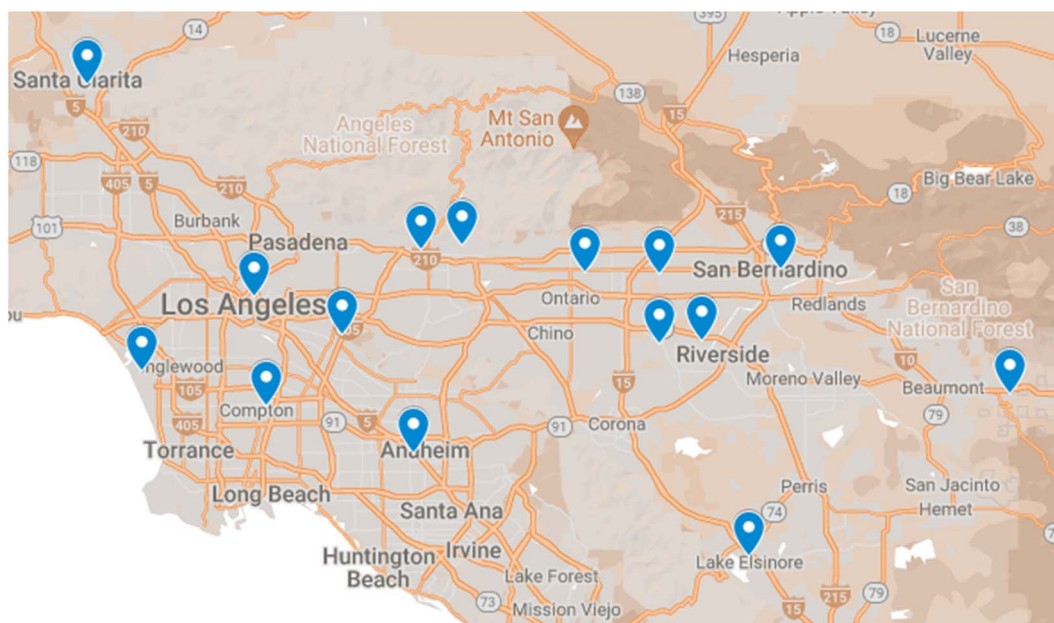 395
Apple Valley
14
18
Lucerne
Valley
Hesperia
Santa Clarita
5
138
15
Mt San
Antonio
210
Angeles
National Forest
118
405
5
210
Big Bear Lake
18
Burbank
215
101
38
Pasadena
210
San Bernardino
Los Angeles
Ontario
Redlands
San
Bernardino
National Forest
Chino
Riverside
Inglewood
10
Moreno Valley
Beaumont
105
15
Compton
79
405
91
5
91
Corona
Torrance
Anaheim
Long Beach
Perris
San Jacinto
Santa Ana
74
Hemet
Huntington
Beach
Irvine
Lake Elsinore
Lake Forest
73
Mission Viejo
15
215
79